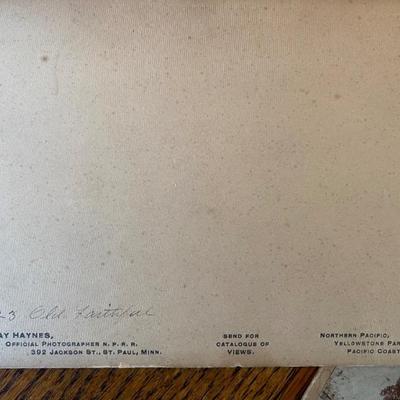 23 Old Faithful
AY HAYNES,
OFFICIAL PHOTOGRAPHER N. P. R. R.
392 JACKSON ST., ST. PAUL, MINN.
SEND FOR
CATALOGUE OF
VIEWS.
NORTHERN PACIFIC,
YELLOWSTONE PAR
PACIFIC COAST